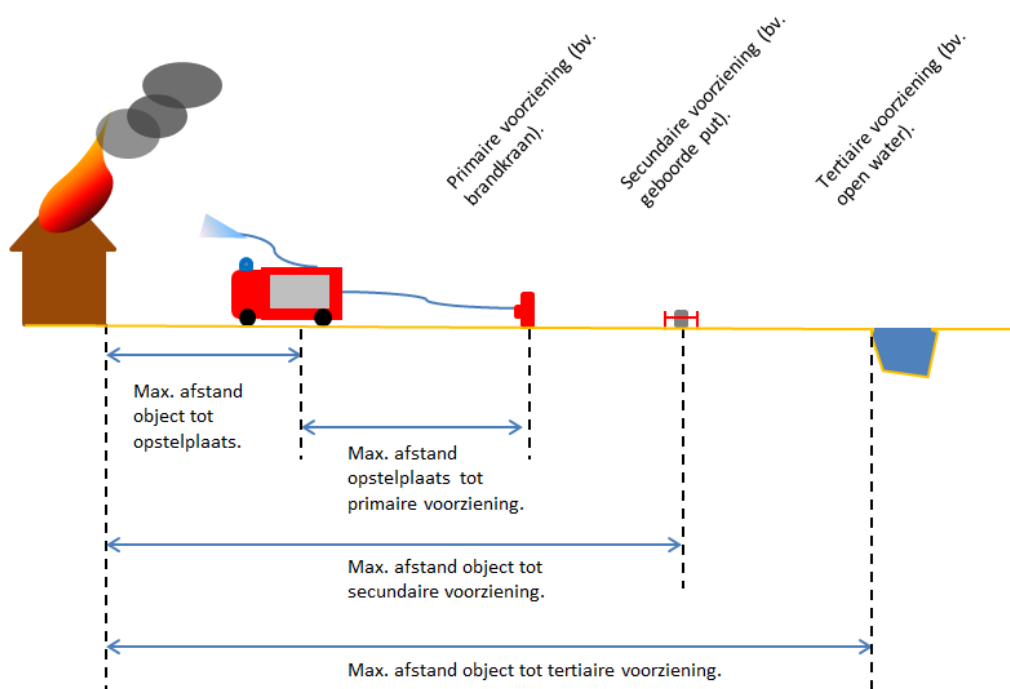 Primaire voorziening (bv.
brandkraan).
Secundaire voorziening (bv.
geboorde put).
Tertiaire voorziening (bv.
open water).
Max. afstand
object tot
opstelplaats.
Max. afstand
opstelplaats tot
primaire voorziening.
Max. afstand object tot
secundaire voorziening.
Max. afstand object tot tertiaire voorziening.